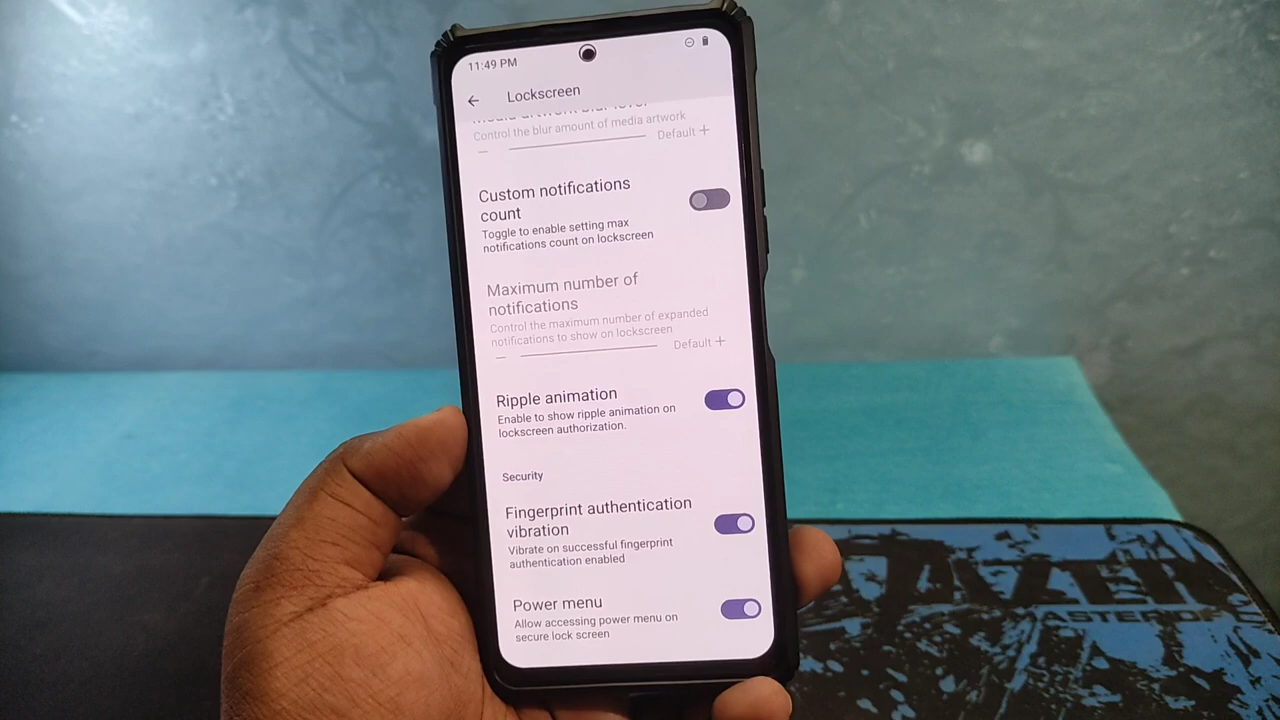 11:49 PM
Lockscreen
Control the blur amount of media artwork
Default
Custom notifications
count
Toggle to enable setting max
notifications count on lockscreen
Maximum number of
notifications
Control the maximum number of expanded
notifications to show on lockscreen
Default
Ripple animation
Enable to show ripple animation on
lockscreen authorization.
Security
Fingerprint authentication
vibration
Vibrate on successful fingerprint
authentication enabled
Power menu
Allow accessing power menu on
secure lock screen